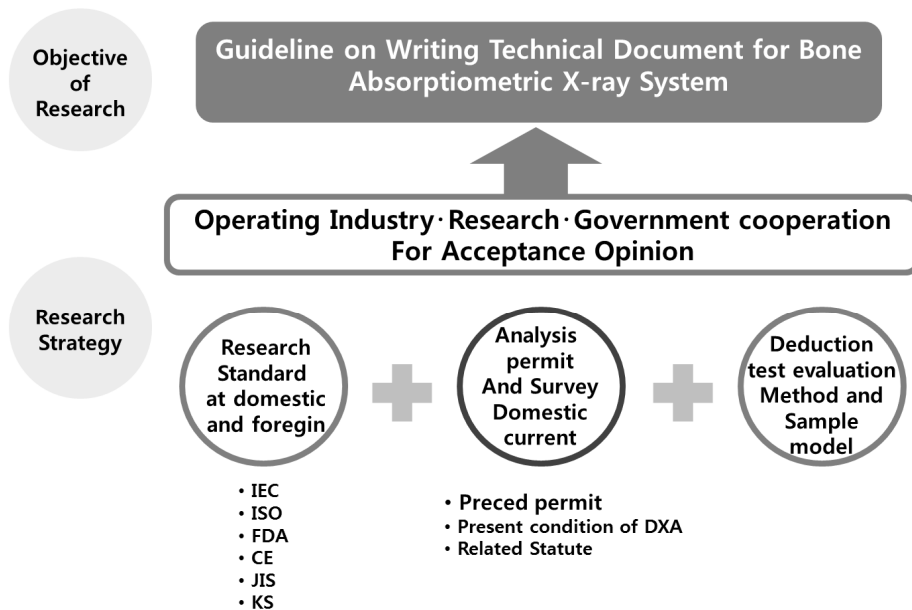 Objective
of
Research
Guideline on Writing Technical Document for Bone
Absorptiometric X-ray System
Operating Industry·Research·Government cooperation
For Acceptance Opinion
Research
Strategy
Research
Standard
at domestic
and foregin
Analysis
permit
And Survey
Domestic
current
Deduction
test evaluation
Method and
Sample
model
• IEC
• ISO
• FDA
• CE
• JIS
• KS
• Preced permit
• Present condition of DXA
• Related Statute